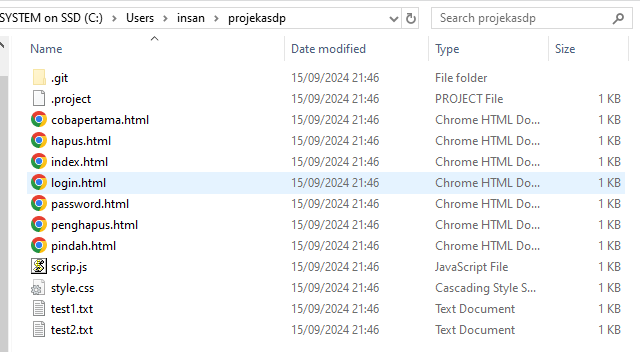 SYSTEM on SSD (C:) > Users > insan > projekasdp Search projekasdp
Name Date modified Type Size
.git 15/09/2024 21:46 File folder
.project 15/09/2024 21:46 PROJECT File 1 KB
cobapertama.html 15/09/2024 21:46 Chrome HTML Do... 1 KB
hapus.html 15/09/2024 21:46 Chrome HTML Do... 1 KB
index.html 15/09/2024 21:46 Chrome HTML Do... 1 KB
login.html 15/09/2024 21:46 Chrome HTML Do... 1 KB
password.html 15/09/2024 21:46 Chrome HTML Do... 1 KB
penghapus.html 15/09/2024 21:46 Chrome HTML Do... 1 KB
pindah.html 15/09/2024 21:46 Chrome HTML Do... 1 KB
scrip.js 15/09/2024 21:46 JavaScript File 1 KB
style.css 15/09/2024 21:46 Cascading Style S... 1 KB
test1.txt 15/09/2024 21:46 Text Document 1 KB
test2.txt 15/09/2024 21:46 Text Document 1 KB